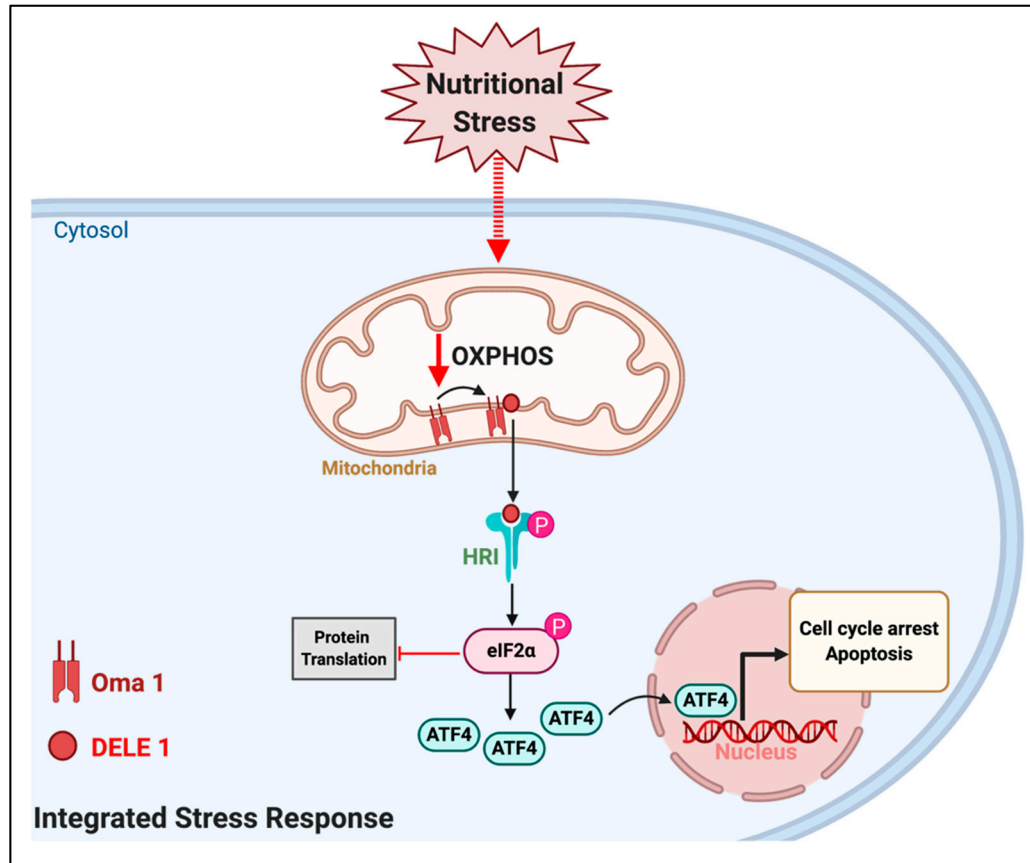 Nutritional
Stress
Cytosol
OXPHOS
Mitochondria
P
HRI
P
eIF2α
Protein
Translation
ATF4
ATF4
ATF4
ATF4
Cell cycle arrest
Apoptosis
Nucleus
Oma 1
DELE 1
Integrated Stress Response